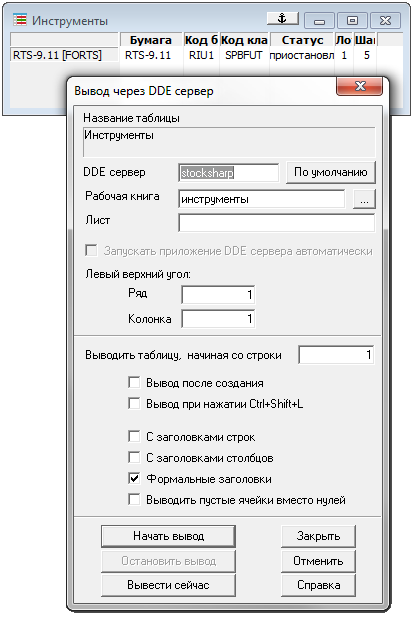 Инструменты
Бумага Код б Код кла Статус Ло Ша
RTS-9.11 [FORTS] RTS-9.11 RIU1 SPBFUT приостановл 1 5
Вывод через DDE сервер
Название таблицы
Инструменты
DDE сервер stocksharp По умолчанию
Рабочая книга инструменты ...
Лист
Запускать приложение DDE сервера автоматически
Левый верхний угол:
Ряд 1
Колонка 1
Выводить таблицу, начиная со строки 1
Вывод после создания
Вывод при нажатии Ctrl+Shift+L
С заголовками строк
С заголовками столбцов
Формальные заголовки
Выводить пустые ячейки вместо нулей
Начать вывод Закрыть
Остановить вывод Отменить
Вывести сейчас Справка